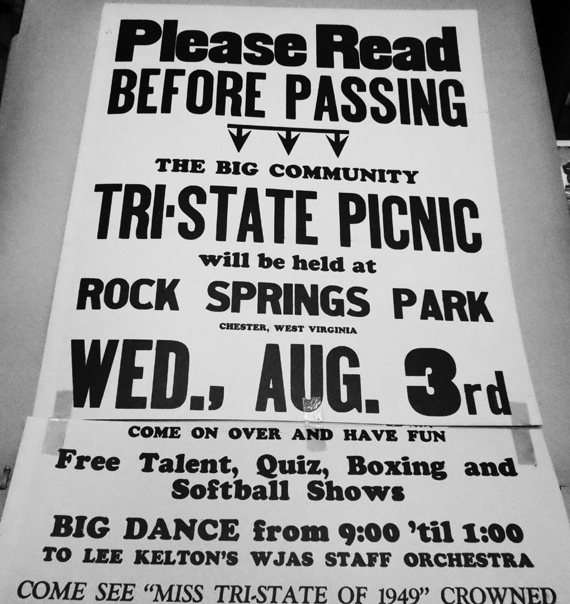 Please Read
BEFORE PASSING
THE BIG COMMUNITY
TRI-STATE PICNIC
will be held at
ROCK SPRINGS PARK
CHESTER, WEST VIRGINIA
WED., AUG. 3rd
COME ON OVER AND HAVE FUN
Free Talent, Quiz, Boxing and
Softball Shows
BIG DANCE from 9:00 'til 1:00
TO LEE KELTON'S WJAS STAFF ORCHESTRA
COME SEE "MISS TRI-STATE OF 1949" CROWNED